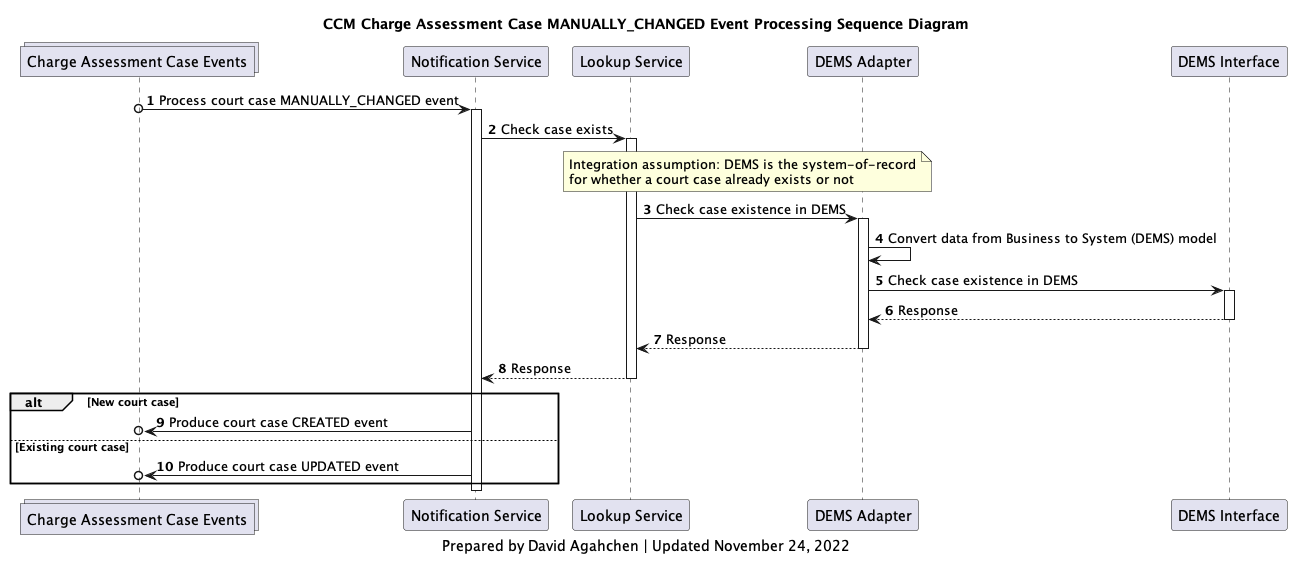 CCM Charge Assessment Case MANUALLY_CHANGED Event Processing Sequence Diagram
Charge Assessment Case Events
Notification Service
Lookup Service
DEMS Adapter
DEMS Interface
1 Process court case MANUALLY_CHANGED event
2 Check case exists
Integration assumption: DEMS is the system-of-record
for whether a court case already exists or not
3 Check case existence in DEMS
4 Convert data from Business to System (DEMS) model
5 Check case existence in DEMS
6 Response
7 Response
8 Response
alt [New court case]
9 Produce court case CREATED event
[Existing court case]
10 Produce court case UPDATED event
Charge Assessment Case Events
Notification Service
Lookup Service
DEMS Adapter
DEMS Interface
Prepared by David Agahchen | Updated November 24, 2022